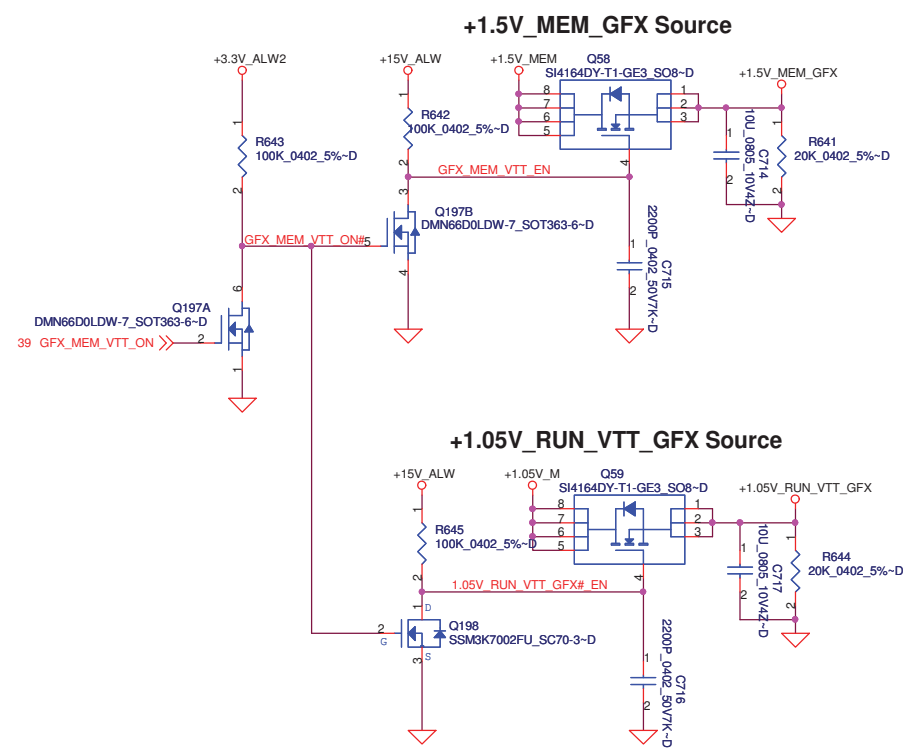 +1.5V_MEM_GFX Source
+3.3V_ALW2
+15V_ALW
+1.5V_MEM
Q58
SI4164DY-T1-GE3_SO8~D
+1.5V_MEM_GFX
8
7
6
5
1
2
3
4
1
R643
100K_0402_5%~D
2
1
R642
100K_0402_5%~D
2
GFX_MEM_VTT_EN
1
10U_0805_10V4Z~D
C714
2
1
R641
20K_0402_5%~D
2
3
Q197B
DMN66D0LDW-7_SOT363-6~D
GFX_MEM_VTT_ON#
5
4
1
2200P_0402_50V7K~D
C715
2
6
Q197A
DMN66D0LDW-7_SOT363-6~D
39 GFX_MEM_VTT_ON
2
1
+1.05V_RUN_VTT_GFX Source
+15V_ALW
+1.05V_M
Q59
SI4164DY-T1-GE3_SO8~D
+1.05V_RUN_VTT_GFX
8
7
6
5
1
2
3
4
1
R645
100K_0402_5%~D
2
1.05V_RUN_VTT_GFX#_EN
1
10U_0805_10V4Z~D
C717
2
1
R644
20K_0402_5%~D
2
1
D
2
G
Q198
SSM3K7002FU_SC70-3~D
3
S
1
2200P_0402_50V7K~D
C716
2